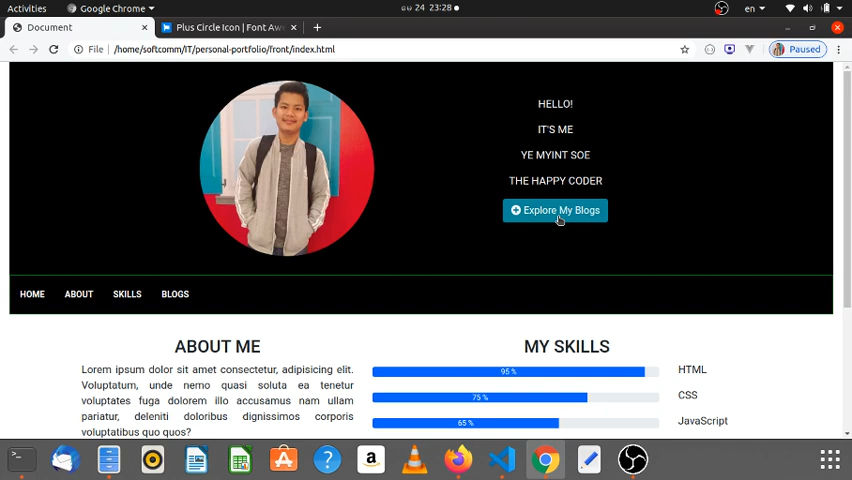 Activities
Google Chrome
24 23:28
en
Document
Plus Circle Icon | Font Aw
File
/home/softcomm/IT/personal-portfolio/front/index.html
Paused
HELLO!
IT'S ME
YE MYINT SOE
THE HAPPY CODER
Explore My Blogs
HOME ABOUT SKILLS BLOGS
ABOUT ME
Lorem ipsum dolor sit amet consectetur, adipisicing elit.
Voluptatum, unde nemo quasi soluta ea tenetur
voluptates fuga dolorem illo accusamus nam ullam
pariatur, deleniti doloribus dignissimos corporis
voluptatibus quo quos?
MY SKILLS
95 % HTML
75 % CSS
65 % JavaScript